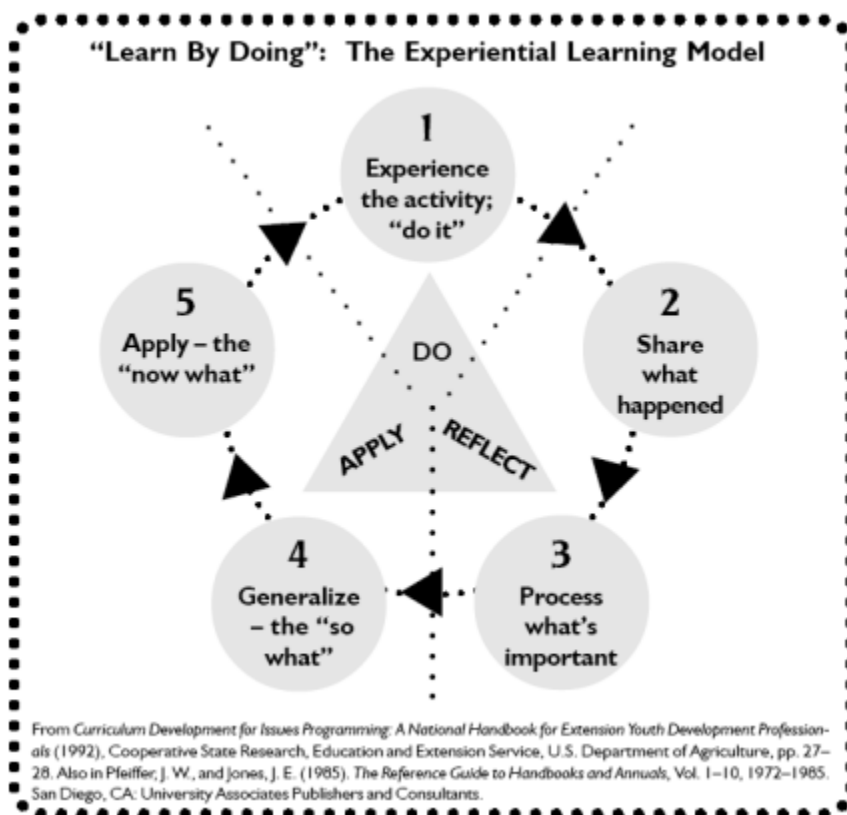 “Learn By Doing”: The Experiential Learning Model
1
Experience
the activity;
“do it”
2
Share
what
happened
3
Process
what’s
important
4
Generalize
– the “so
what”
5
Apply – the
“now what”
DO
REFLECT
APPLY
From Curriculum Development for Issues Programming: A National Handbook for Extension Youth Development Profession-
als (1992), Cooperative State Research, Education and Extension Service, U.S. Department of Agriculture, pp. 27–
28. Also in Pfeiffer, J. W., and Jones, J. E. (1985). The Reference Guide to Handbooks and Annuals, Vol. 1–10, 1972–1985.
San Diego, CA: University Associates Publishers and Consultants.